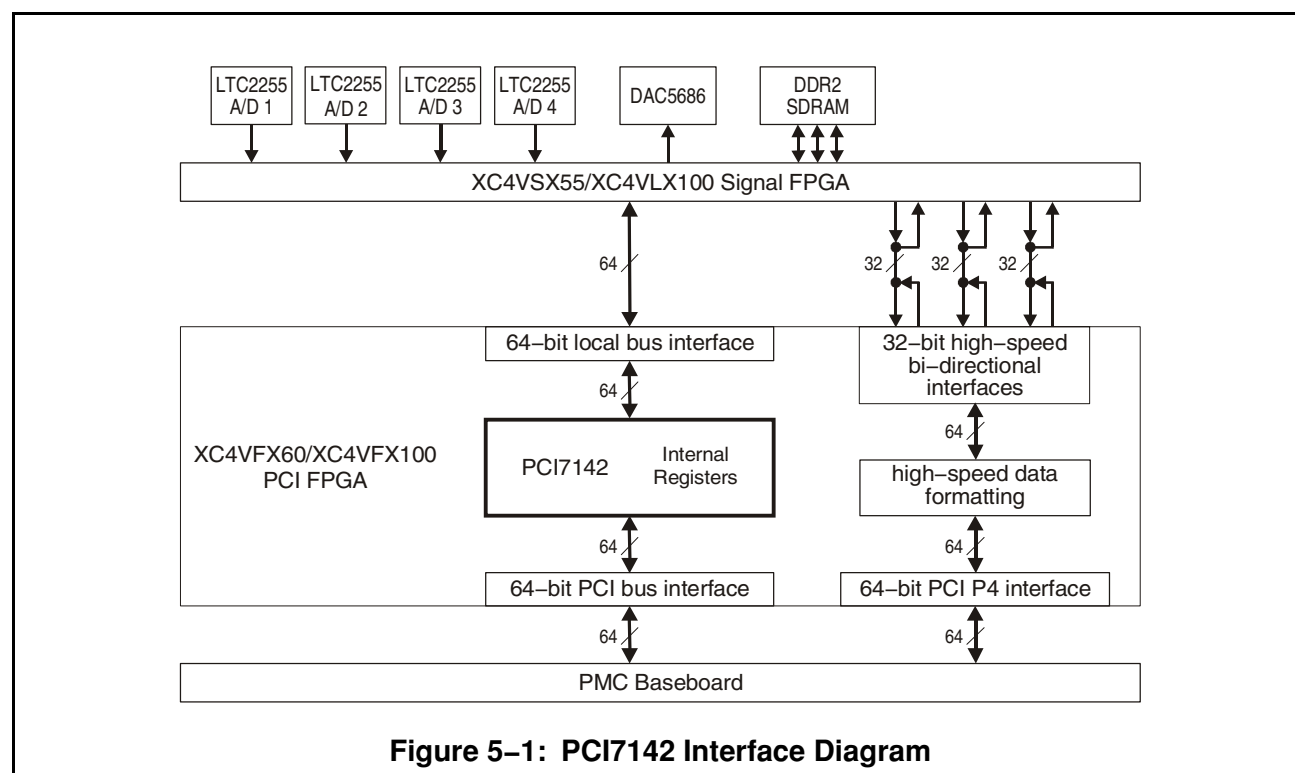 LTC2255
A/D 1
LTC2255
A/D 2
LTC2255
A/D 3
LTC2255
A/D 4
DAC5686
DDR2
SDRAM
XC4VSX55/XC4VLX100 Signal FPGA
64
32
32
32
64−bit local bus interface
32−bit high−speed
bi−directional
interfaces
64
64
XC4VFX60/XC4VFX100
PCI FPGA
PCI7142
Internal
Registers
high−speed data
formatting
64
64
64−bit PCI bus interface
64−bit PCI P4 interface
64
64
PMC Baseboard
Figure 5−1: PCI7142 Interface Diagram